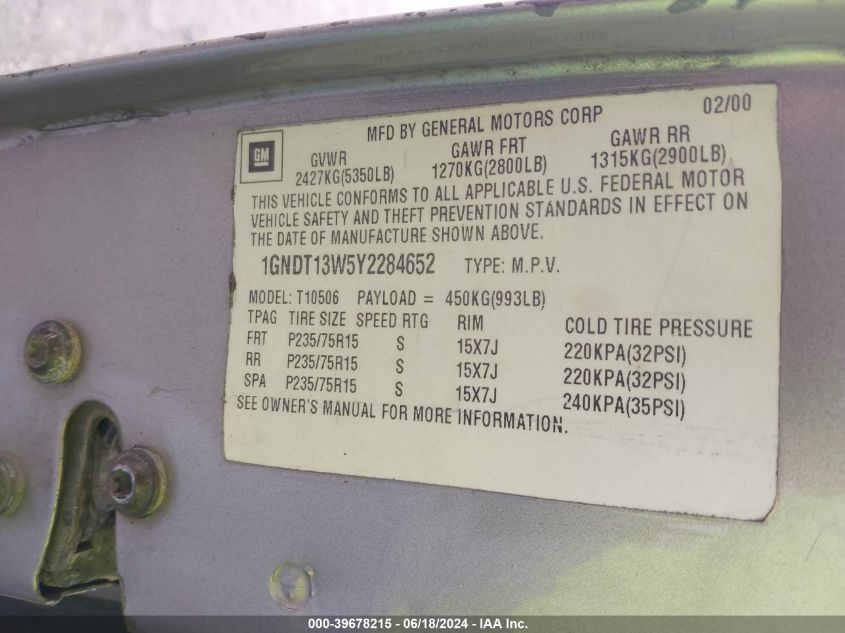 02/00
MFD BY GENERAL MOTORS CORP
GM
GVWR GAWR FRT GAWR RR
2427KG(5350LB) 1270KG(2800LB) 1315KG(2900LB)
THIS VEHICLE CONFORMS TO ALL APPLICABLE U.S. FEDERAL MOTOR
VEHICLE SAFETY AND THEFT PREVENTION STANDARDS IN EFFECT ON
THE DATE OF MANUFACTURE SHOWN ABOVE.
1GNDT13W5Y2284652 TYPE: M.P.V.
MODEL: T10506 PAYLOAD = 450KG(993LB)
TPAG TIRE SIZE SPEED RTG RIM COLD TIRE PRESSURE
FRT P235/75R15 S 15X7J 220KPA(32PSI)
RR P235/75R15 S 15X7J 220KPA(32PSI)
SPA P235/75R15 S 15X7J 240KPA(35PSI)
SEE OWNER'S MANUAL FOR MORE INFORMATION.
000-39678215 - 06/18/2024 - IAA Inc.